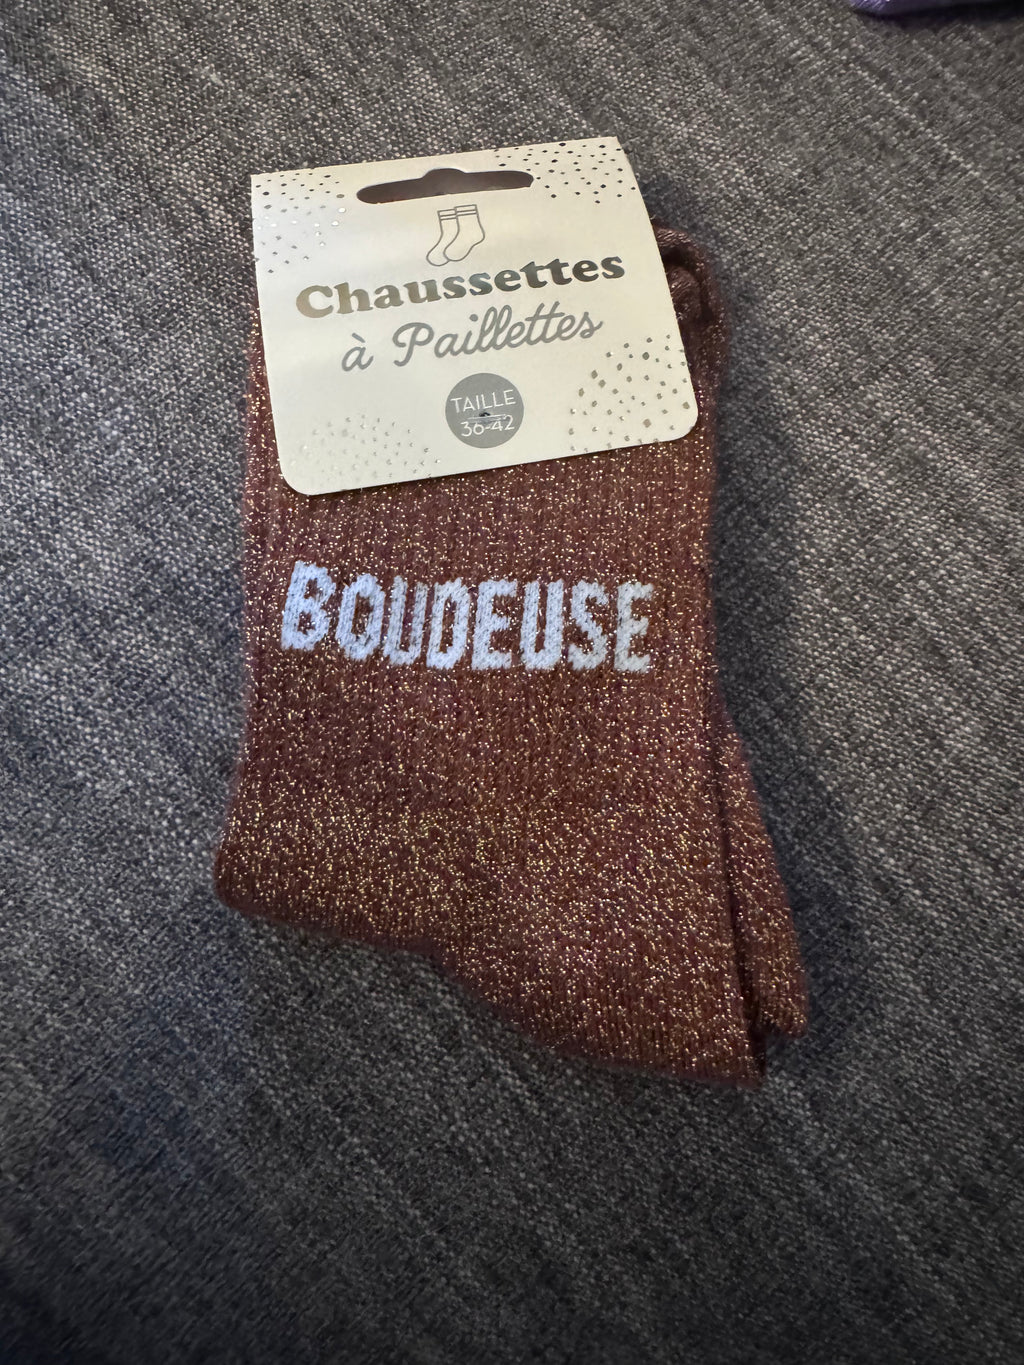 Chaussettes
à Paillettes
TAILLE
36-42
BOUDEUSE